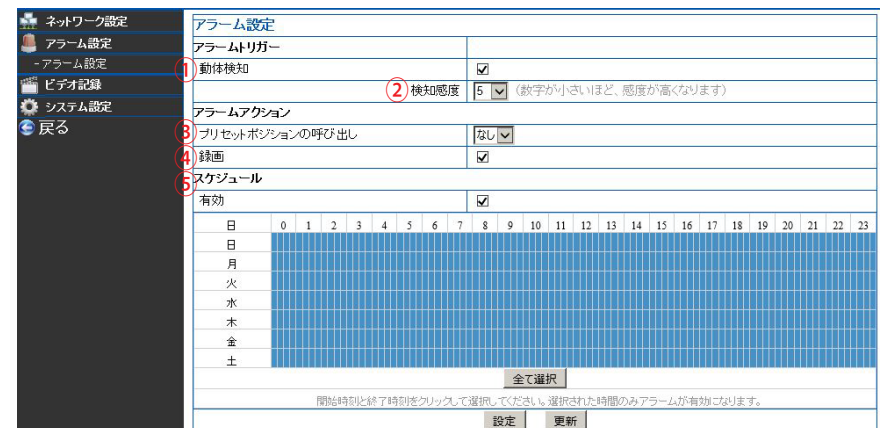 ネットワーク設定
アラーム設定
-アラーム設定
ビデオ記録
システム設定
戻る
アラーム設定
アラームトリガー
① 動体検知
② 検知感度 5 (数字が小さいほど、感度が高くなります)
アラームアクション
③ プリセットポジションの呼び出し なし
④ 録画
⑤ スケジュール
有効
日 0 1 2 3 4 5 6 7 8 9 10 11 12 13 14 15 16 17 18 19 20 21 22 23
日
月
火
水
木
金
土
全て選択
開始時刻と終了時刻をクリックして選択してください。選択された時間のみアラームが有効になります。
設定 更新